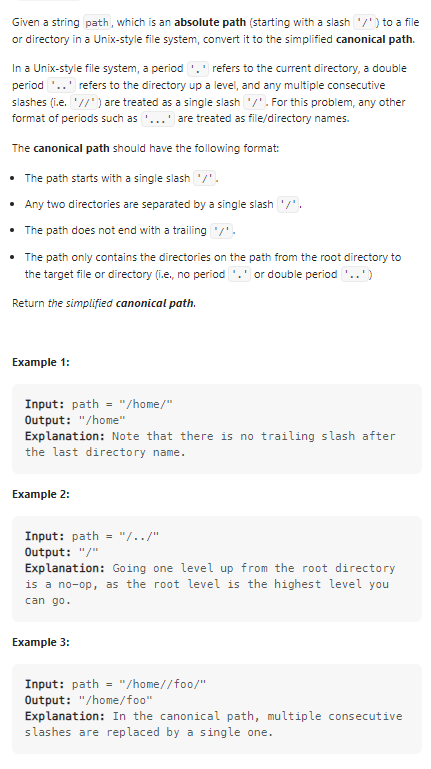 Given a string path, which is an absolute path (starting with a slash '/') to a file
or directory in a Unix-style file system, convert it to the simplified canonical path.
In a Unix-style file system, a period '.' refers to the current directory, a double
period '..' refers to the directory up a level, and any multiple consecutive
slashes (i.e. '//') are treated as a single slash '/'. For this problem, any other
format of periods such as '...' are treated as file/directory names.
The canonical path should have the following format:
• The path starts with a single slash '/'.
• Any two directories are separated by a single slash '/'.
• The path does not end with a trailing '/'.
• The path only contains the directories on the path from the root directory to
the target file or directory (i.e., no period '.' or double period '..')
Return the simplified canonical path.
Example 1:
Input: path = "/home/"
Output: "/home"
Explanation: Note that there is no trailing slash after
the last directory name.
Example 2:
Input: path = "/../"
Output: "/"
Explanation: Going one level up from the root directory
is a no-op, as the root level is the highest level you
can go.
Example 3:
Input: path = "/home//foo/"
Output: "/home/foo"
Explanation: In the canonical path, multiple consecutive
slashes are replaced by a single one.